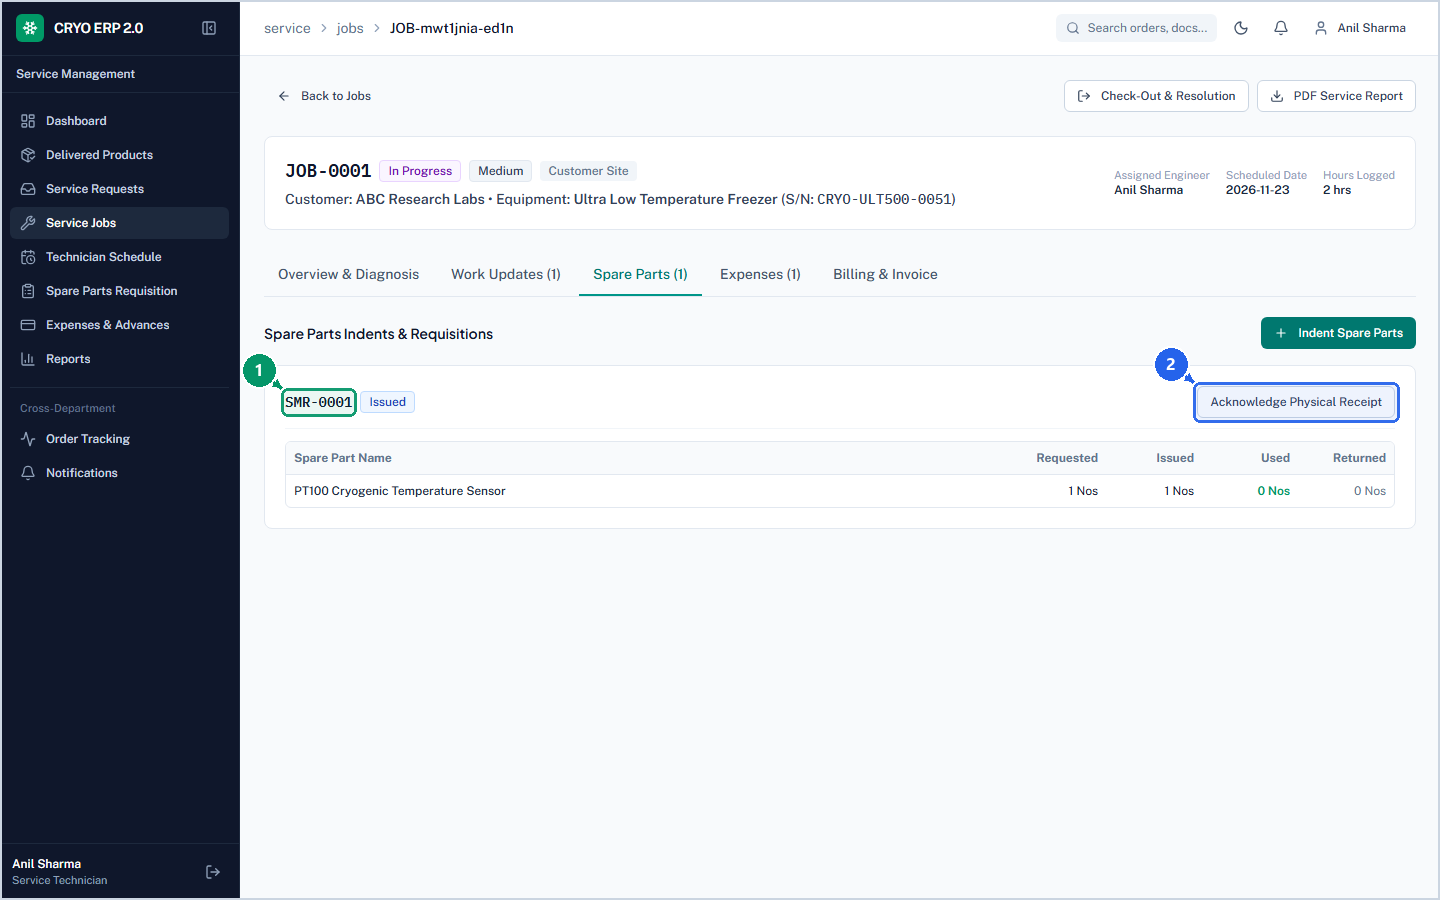 CRYO ERP 2.0
Service Management
Dashboard
Delivered Products
Service Requests
Service Jobs
Technician Schedule
Spare Parts Requisition
Expenses & Advances
Reports
Cross-Department
Order Tracking
Notifications
Anil Sharma
Service Technician
service > jobs > JOB-mwt1jnia-ed1n
Search orders, docs...
Anil Sharma
Back to Jobs
Check-Out & Resolution
PDF Service Report
JOB-0001 In Progress Medium Customer Site
Customer: ABC Research Labs • Equipment: Ultra Low Temperature Freezer (S/N: CRYO-ULT500-0051)
Assigned Engineer Scheduled Date Hours Logged
Anil Sharma 2026-11-23 2 hrs
Overview & Diagnosis Work Updates (1) Spare Parts (1) Expenses (1) Billing & Invoice
Spare Parts Indents & Requisitions
+ Indent Spare Parts
1
2
SMR-0001 Issued
Acknowledge Physical Receipt
Spare Part Name Requested Issued Used Returned
PT100 Cryogenic Temperature Sensor 1 Nos 1 Nos 0 Nos 0 Nos